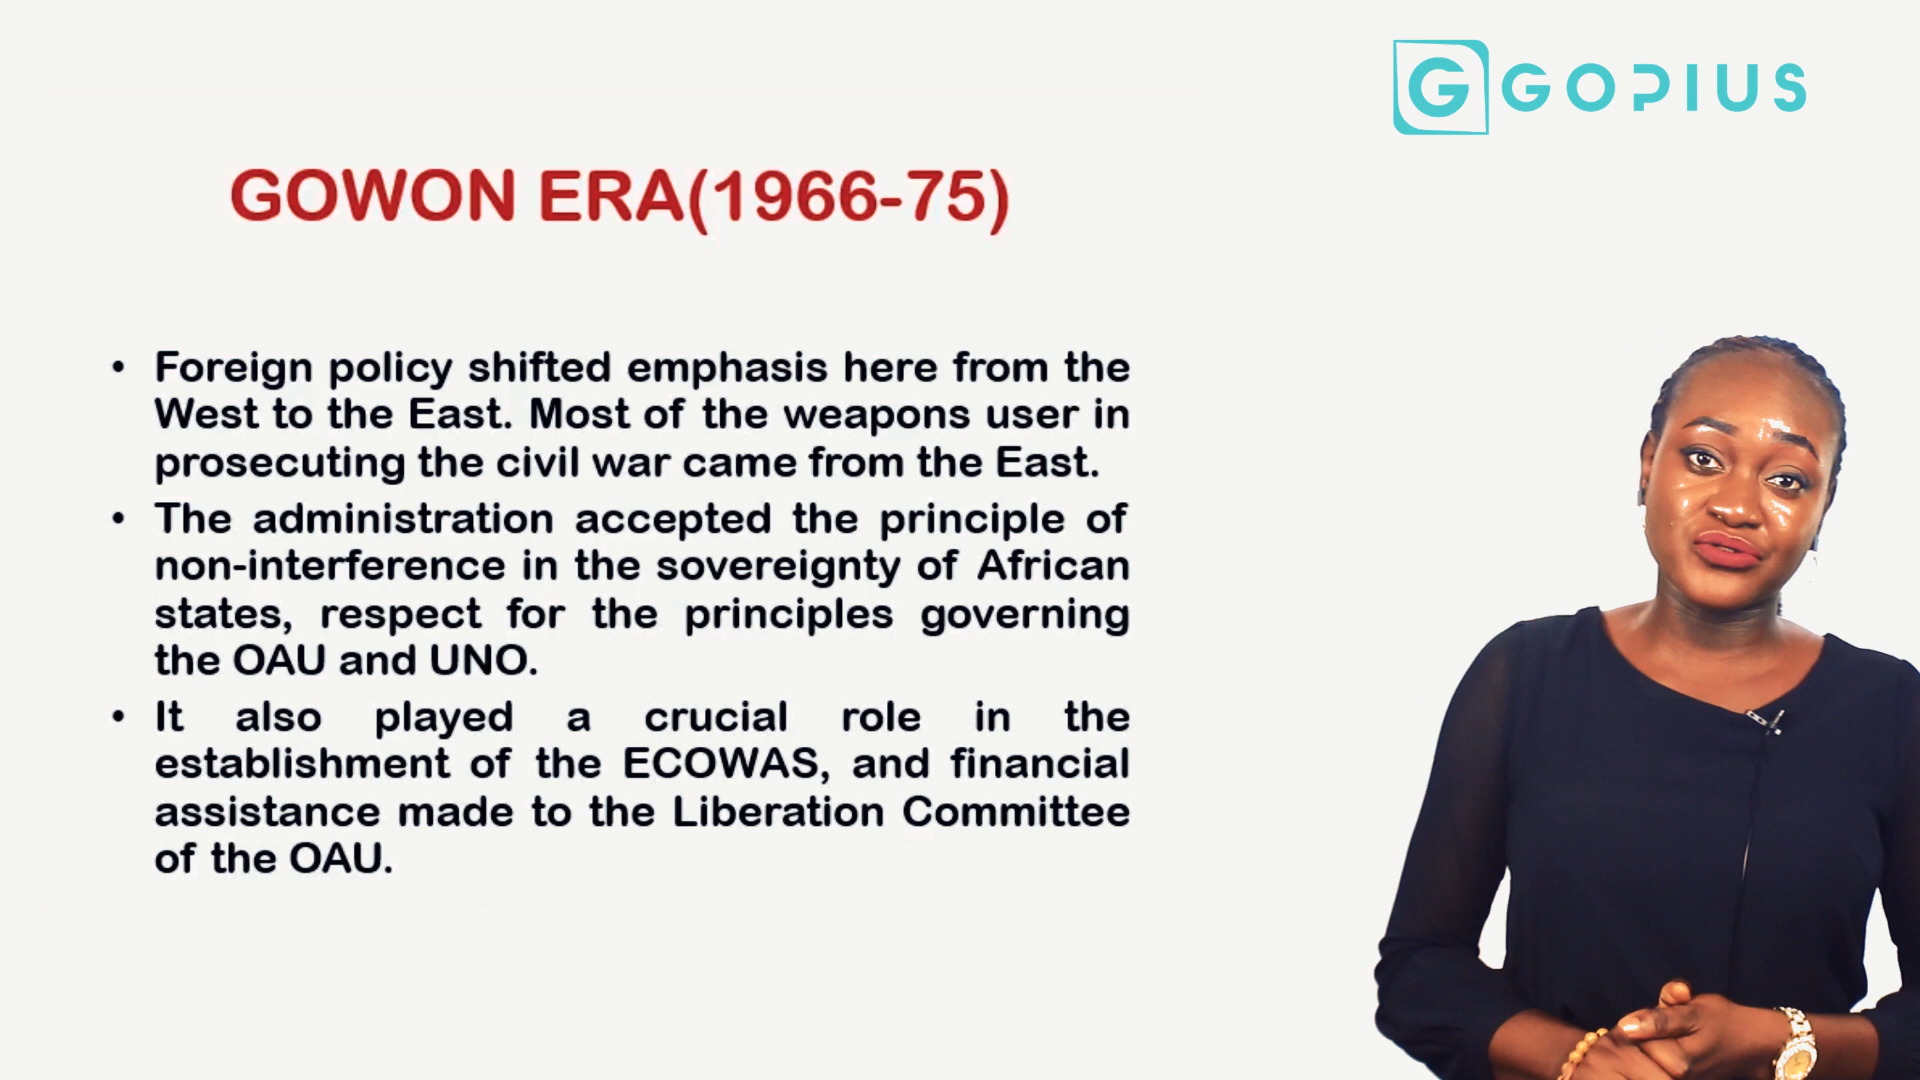 G GOPIUS
GOWON ERA(1966-75)
• Foreign policy shifted emphasis here from the
West to the East. Most of the weapons user in
prosecuting the civil war came from the East.
• The administration accepted the principle of
non-interference in the sovereignty of African
states, respect for the principles governing
the OAU and UNO.
• It also played a crucial role in the
establishment of the ECOWAS, and financial
assistance made to the Liberation Committee
of the OAU.